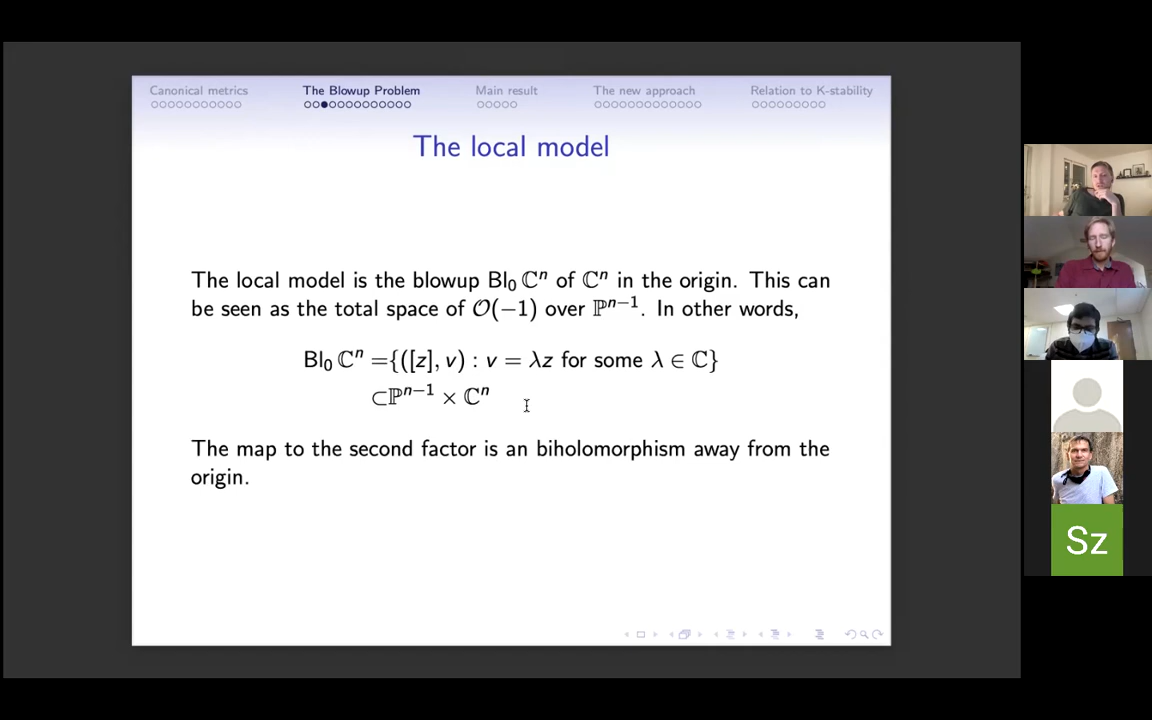 Canonical metrics The Blowup Problem Main result The new approach Relation to K-stability
The local model
The local model is the blowup Bl₀ ℂⁿ of ℂⁿ in the origin. This can
be seen as the total space of 𝒪(−1) over ℙⁿ⁻¹. In other words,
Bl₀ ℂⁿ ={([z], v) : v = λz for some λ ∈ ℂ}
⊂ℙⁿ⁻¹ × ℂⁿ
The map to the second factor is an biholomorphism away from the
origin.
Sz